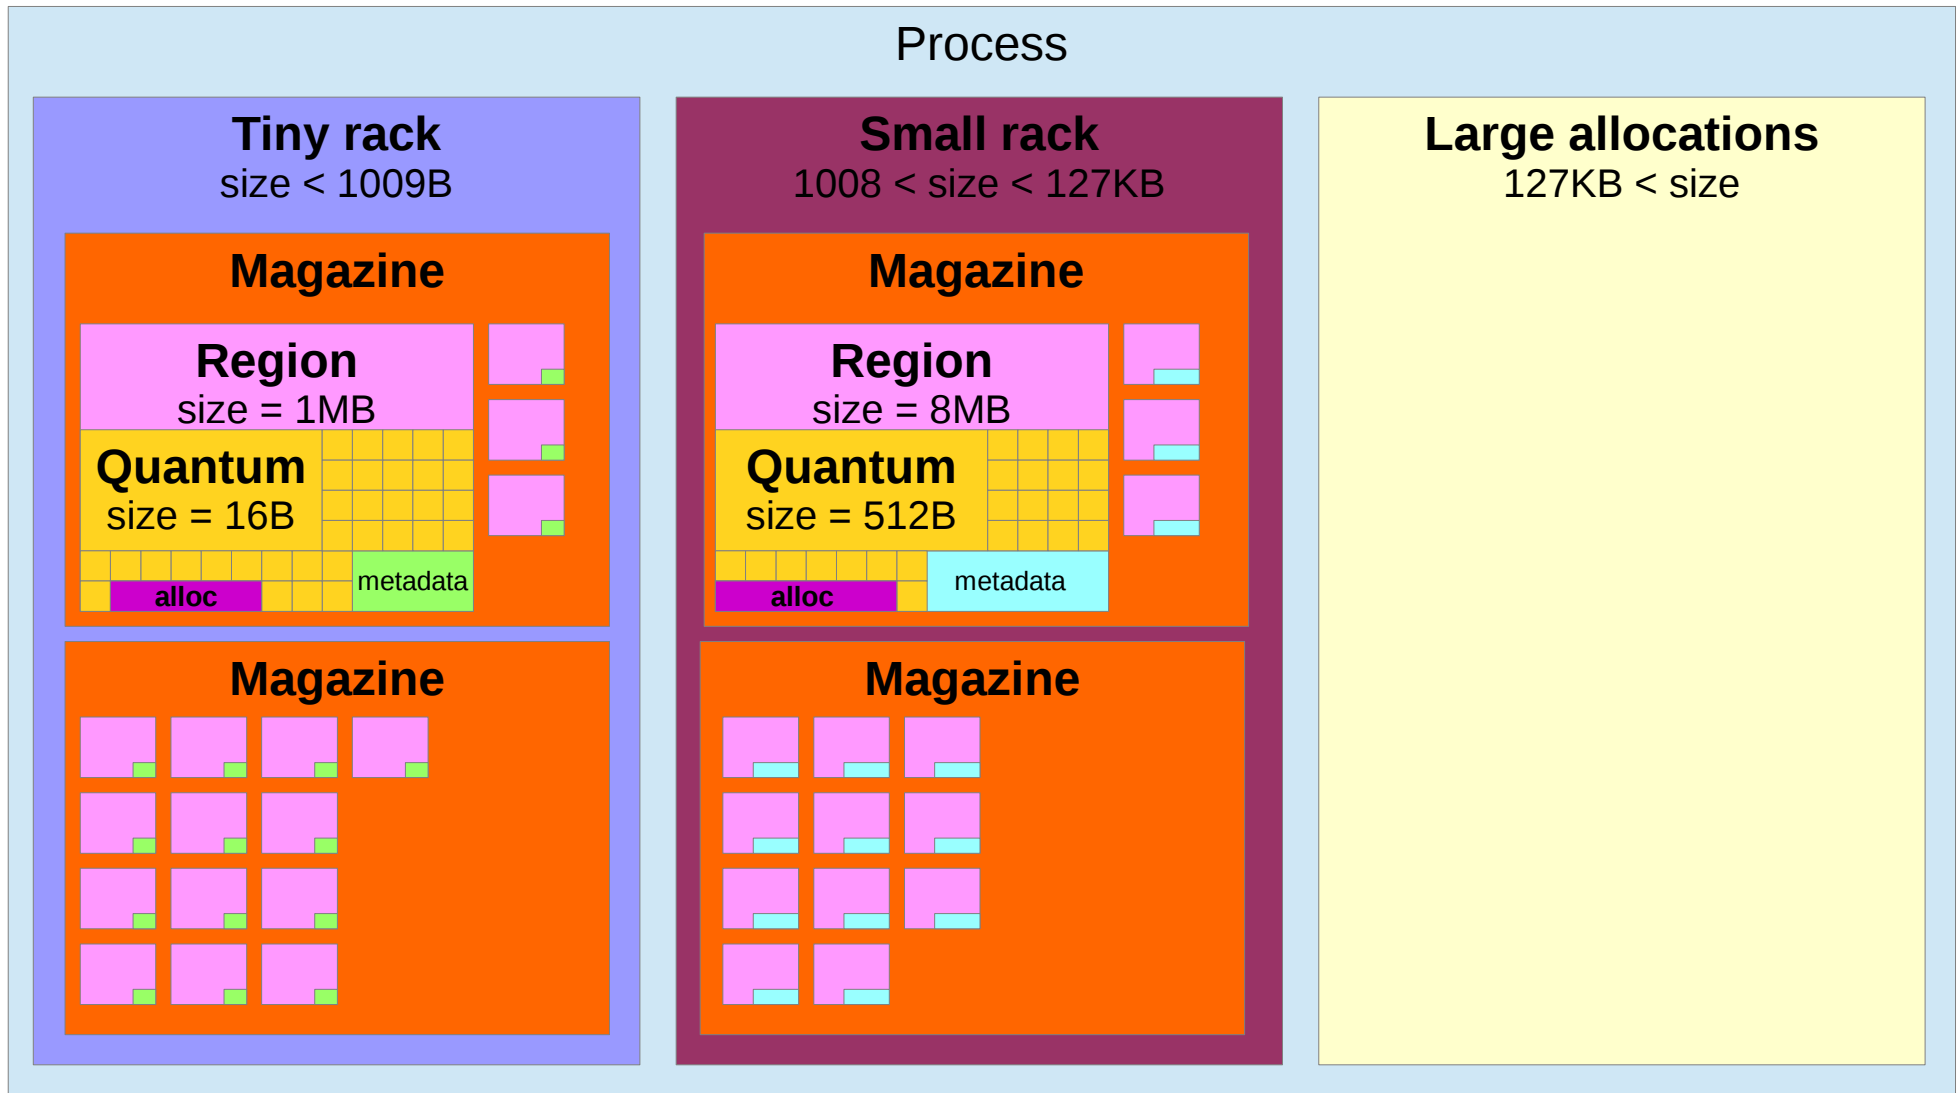 Process
Tiny rack
size < 1009B
Magazine
Region
size = 1MB
Quantum
size = 16B
metadata
alloc
Magazine
Small rack
1008 < size < 127KB
Magazine
Region
size = 8MB
Quantum
size = 512B
metadata
alloc
Magazine
Large allocations
127KB < size